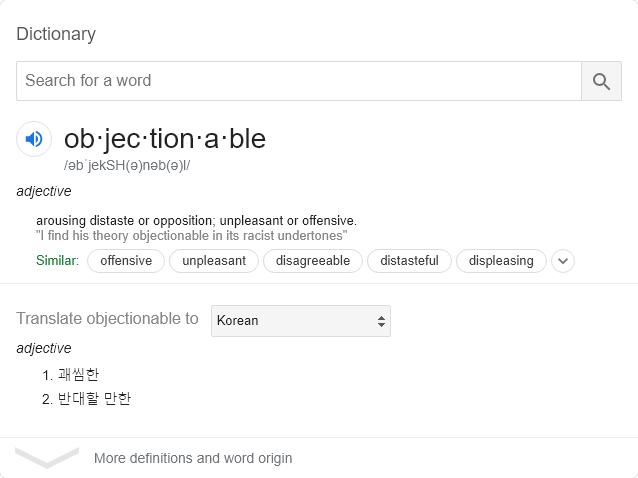 Dictionary
Search for a word
ob·jec·tion·a·ble
/əbˈjekSH(ə)nəb(ə)l/
adjective
arousing distaste or opposition; unpleasant or offensive.
"I find his theory objectionable in its racist undertones"
Similar: offensive unpleasant disagreeable distasteful displeasing
Translate objectionable to Korean
adjective
1. 괘씸한
2. 반대할 만한
More definitions and word origin